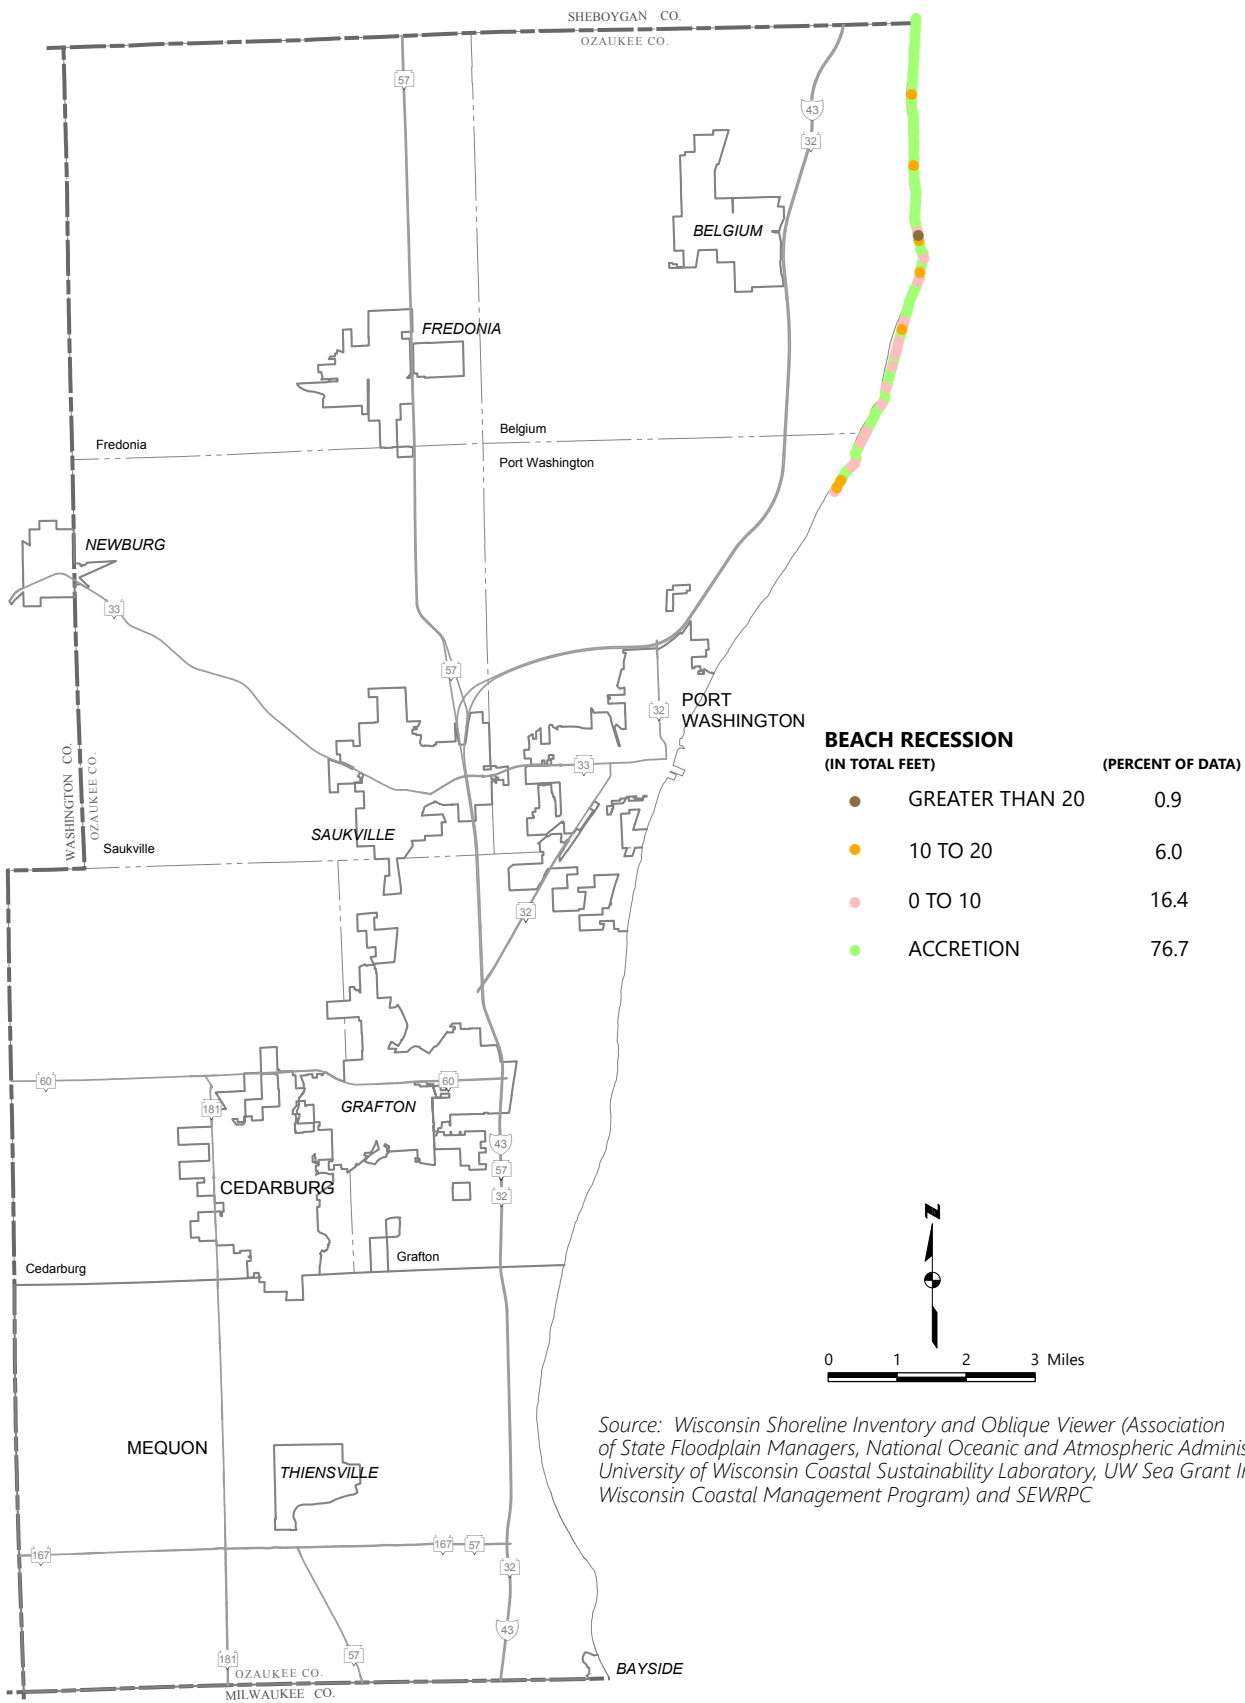 SHEBOYGAN CO.
OZAUKEE CO.
57
43
32
BELGIUM
FREDONIA
Fredonia
Belgium
Port Washington
NEWBURG
33
57
PORT
WASHINGTON
32
33
WASHINGTON CO.
OZAUKEE CO.
BEACH RECESSION
(IN TOTAL FEET) (PERCENT OF DATA)
GREATER THAN 20 0.9
10 TO 20 6.0
0 TO 10 16.4
ACCRETION 76.7
SAUKVILLE
Saukville
32
60
60
181
GRAFTON
43
57
32
CEDARBURG
Cedarburg
Grafton
N
0 1 2 3 Miles
Source: Wisconsin Shoreline Inventory and Oblique Viewer (Association
of State Floodplain Managers, National Oceanic and Atmospheric Adminis
University of Wisconsin Coastal Sustainability Laboratory, UW Sea Grant In
Wisconsin Coastal Management Program) and SEWRPC
MEQUON
THIENSVILLE
167
167
57
32
43
181
57
BAYSIDE
OZAUKEE CO.
MILWAUKEE CO.